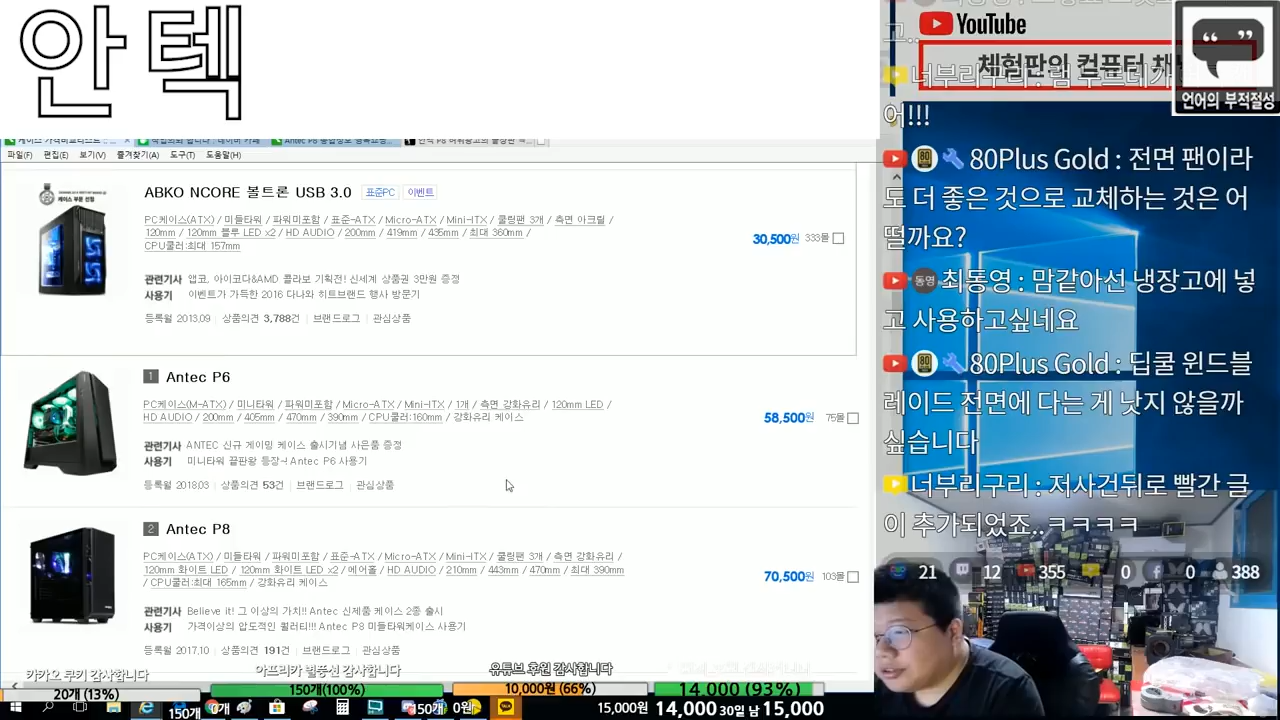 안텍
파일(F) 편집(E) 보기(V) 즐겨찾기(A) 도구(T) 도움말(H)
ABKO NCORE 볼트론 USB 3.0 표준PC 이벤트
PC케이스(ATX) / 미들타워 / 파워미포함 / 표준-ATX / Micro-ATX / Mini-ITX / 쿨링팬 3개 / 측면 아크릴 /
120mm / 120mm 블루 LED x2 / HD AUDIO / 200mm / 419mm / 435mm / 최대 360mm /
CPU쿨러:최대 157mm
30,500원 333몰
관련기사 앱코, 아이코다&AMD 콜라보 기획전! 신세계 상품권 3만원 증정
사용기 이벤트가 가득한 2016 다나와 히트브랜드 행사 방문기
등록월 2013.09 상품의견 3,788건 브랜드로그 관심상품
1 Antec P6
PC케이스(M-ATX) / 미니타워 / 파워미포함 / Micro-ATX / Mini-ITX / 1개 / 측면 강화유리 / 120mm LED /
HD AUDIO / 200mm / 405mm / 470mm / 390mm / CPU쿨러:160mm / 강화유리 케이스
58,500원 75몰
관련기사 ANTEC 신규 게이밍 케이스 출시기념 사은품 증정
사용기 미니타워 끝판왕 등장~! Antec P6 사용기
등록월 2018.03 상품의견 53건 브랜드로그 관심상품
2 Antec P8
PC케이스(ATX) / 미들타워 / 파워미포함 / 표준-ATX / Micro-ATX / Mini-ITX / 쿨링팬 3개 / 측면 강화유리 /
120mm 화이트 LED / 120mm 화이트 LED x2 / 먼어홀 / HD AUDIO / 210mm / 443mm / 470mm / 최대 390mm
/ CPU쿨러:최대 165mm / 강화유리 케이스
70,500원 103몰
관련기사 Believe it! 그 이상의 가치!! Antec 신제품 케이스 2종 출시
사용기 가격이상의 압도적인 퀄리티!!! Antec P8 미들타워케이스 사용기
등록월 2017.10 상품의견 191건 브랜드로그 관심상품
카카오 쿠키 감사합니다 아프리카 별풍선 감사합니다 유튜브 후원 감사합니다
20개 (13%) 150개(100%) 10,000원 (66%) 14,000 (93%)
150개 0개 150개 0원 15,000원 14,000 30일 남 15,000
YouTube
체험판의 컴퓨터
언어의 부적절성
어!!!
80Plus Gold : 전면 팬이라
도 더 좋은 것으로 교체하는 것은 어
떨까요?
동영 최동영 : 맘같아선 냉장고에 넣
고 사용하고싶네요
80Plus Gold : 딥쿨 윈드블
레이드 전면에 다는 게 낫지 않을까
싶습니다
너부리구리 : 저사건뒤로 빨간 글
이 추가되었죠..ㅋㅋㅋㅋ
21 12 355 0 0 388